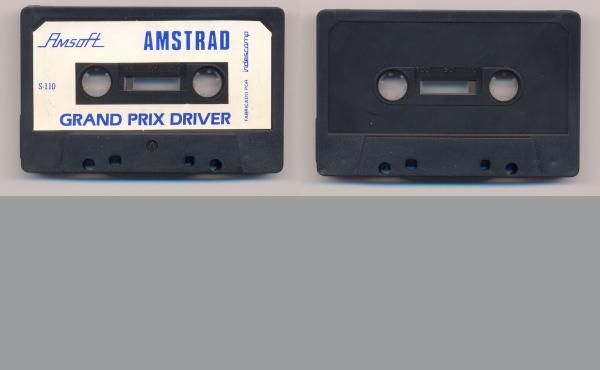 Amsoft
AMSTRAD
S-110
GRAND PRIX DRIVER
FABRICADO POR indescomp